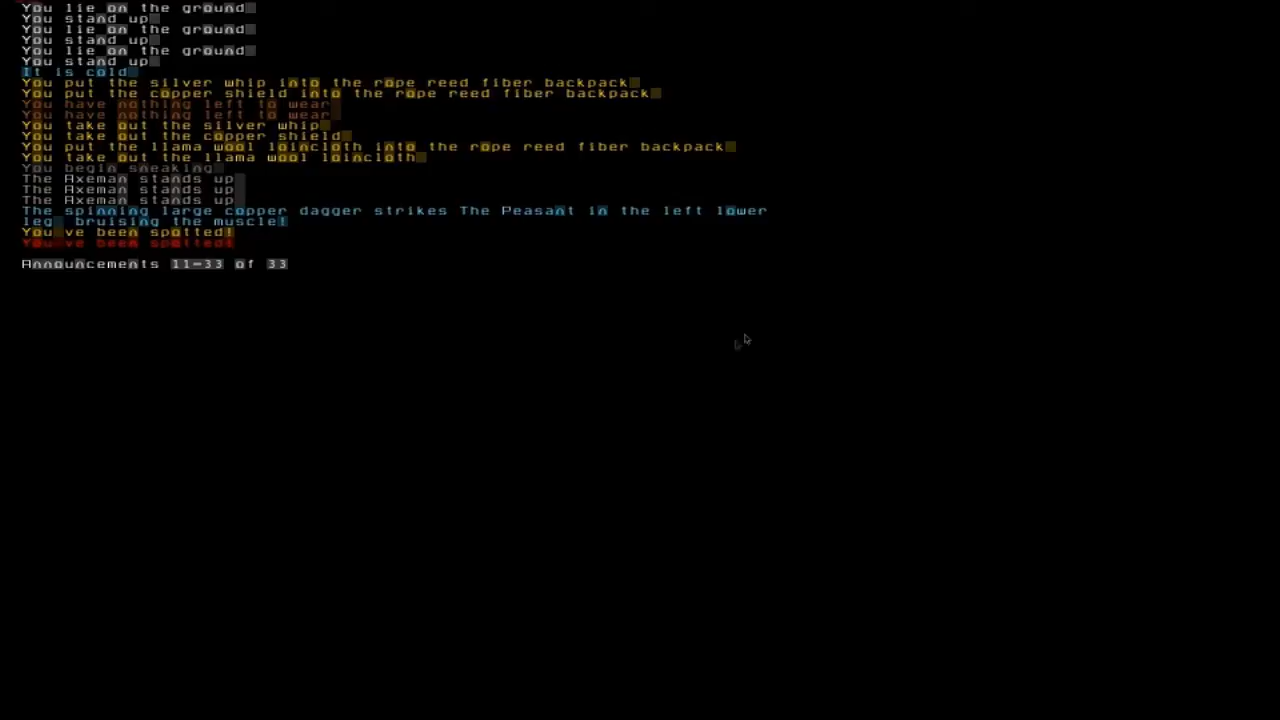 You lie on the ground
You stand up
You lie on the ground
You stand up
You lie on the ground
You stand up
It is cold
You put the silver whip into the rope reed fiber backpack
You put the copper shield into the rope reed fiber backpack
You have nothing left to wear
You have nothing left to wear
You take out the silver whip
You take out the copper shield
You put the llama wool loincloth into the rope reed fiber backpack
You take out the llama wool loincloth
You begin sneaking
The Axeman stands up
The Axeman stands up
The Axeman stands up
The spinning large copper dagger strikes The Peasant in the left lower
leg bruising the muscle!
You've been spotted!
You've been spotted!
Announcements 11-33 of 33